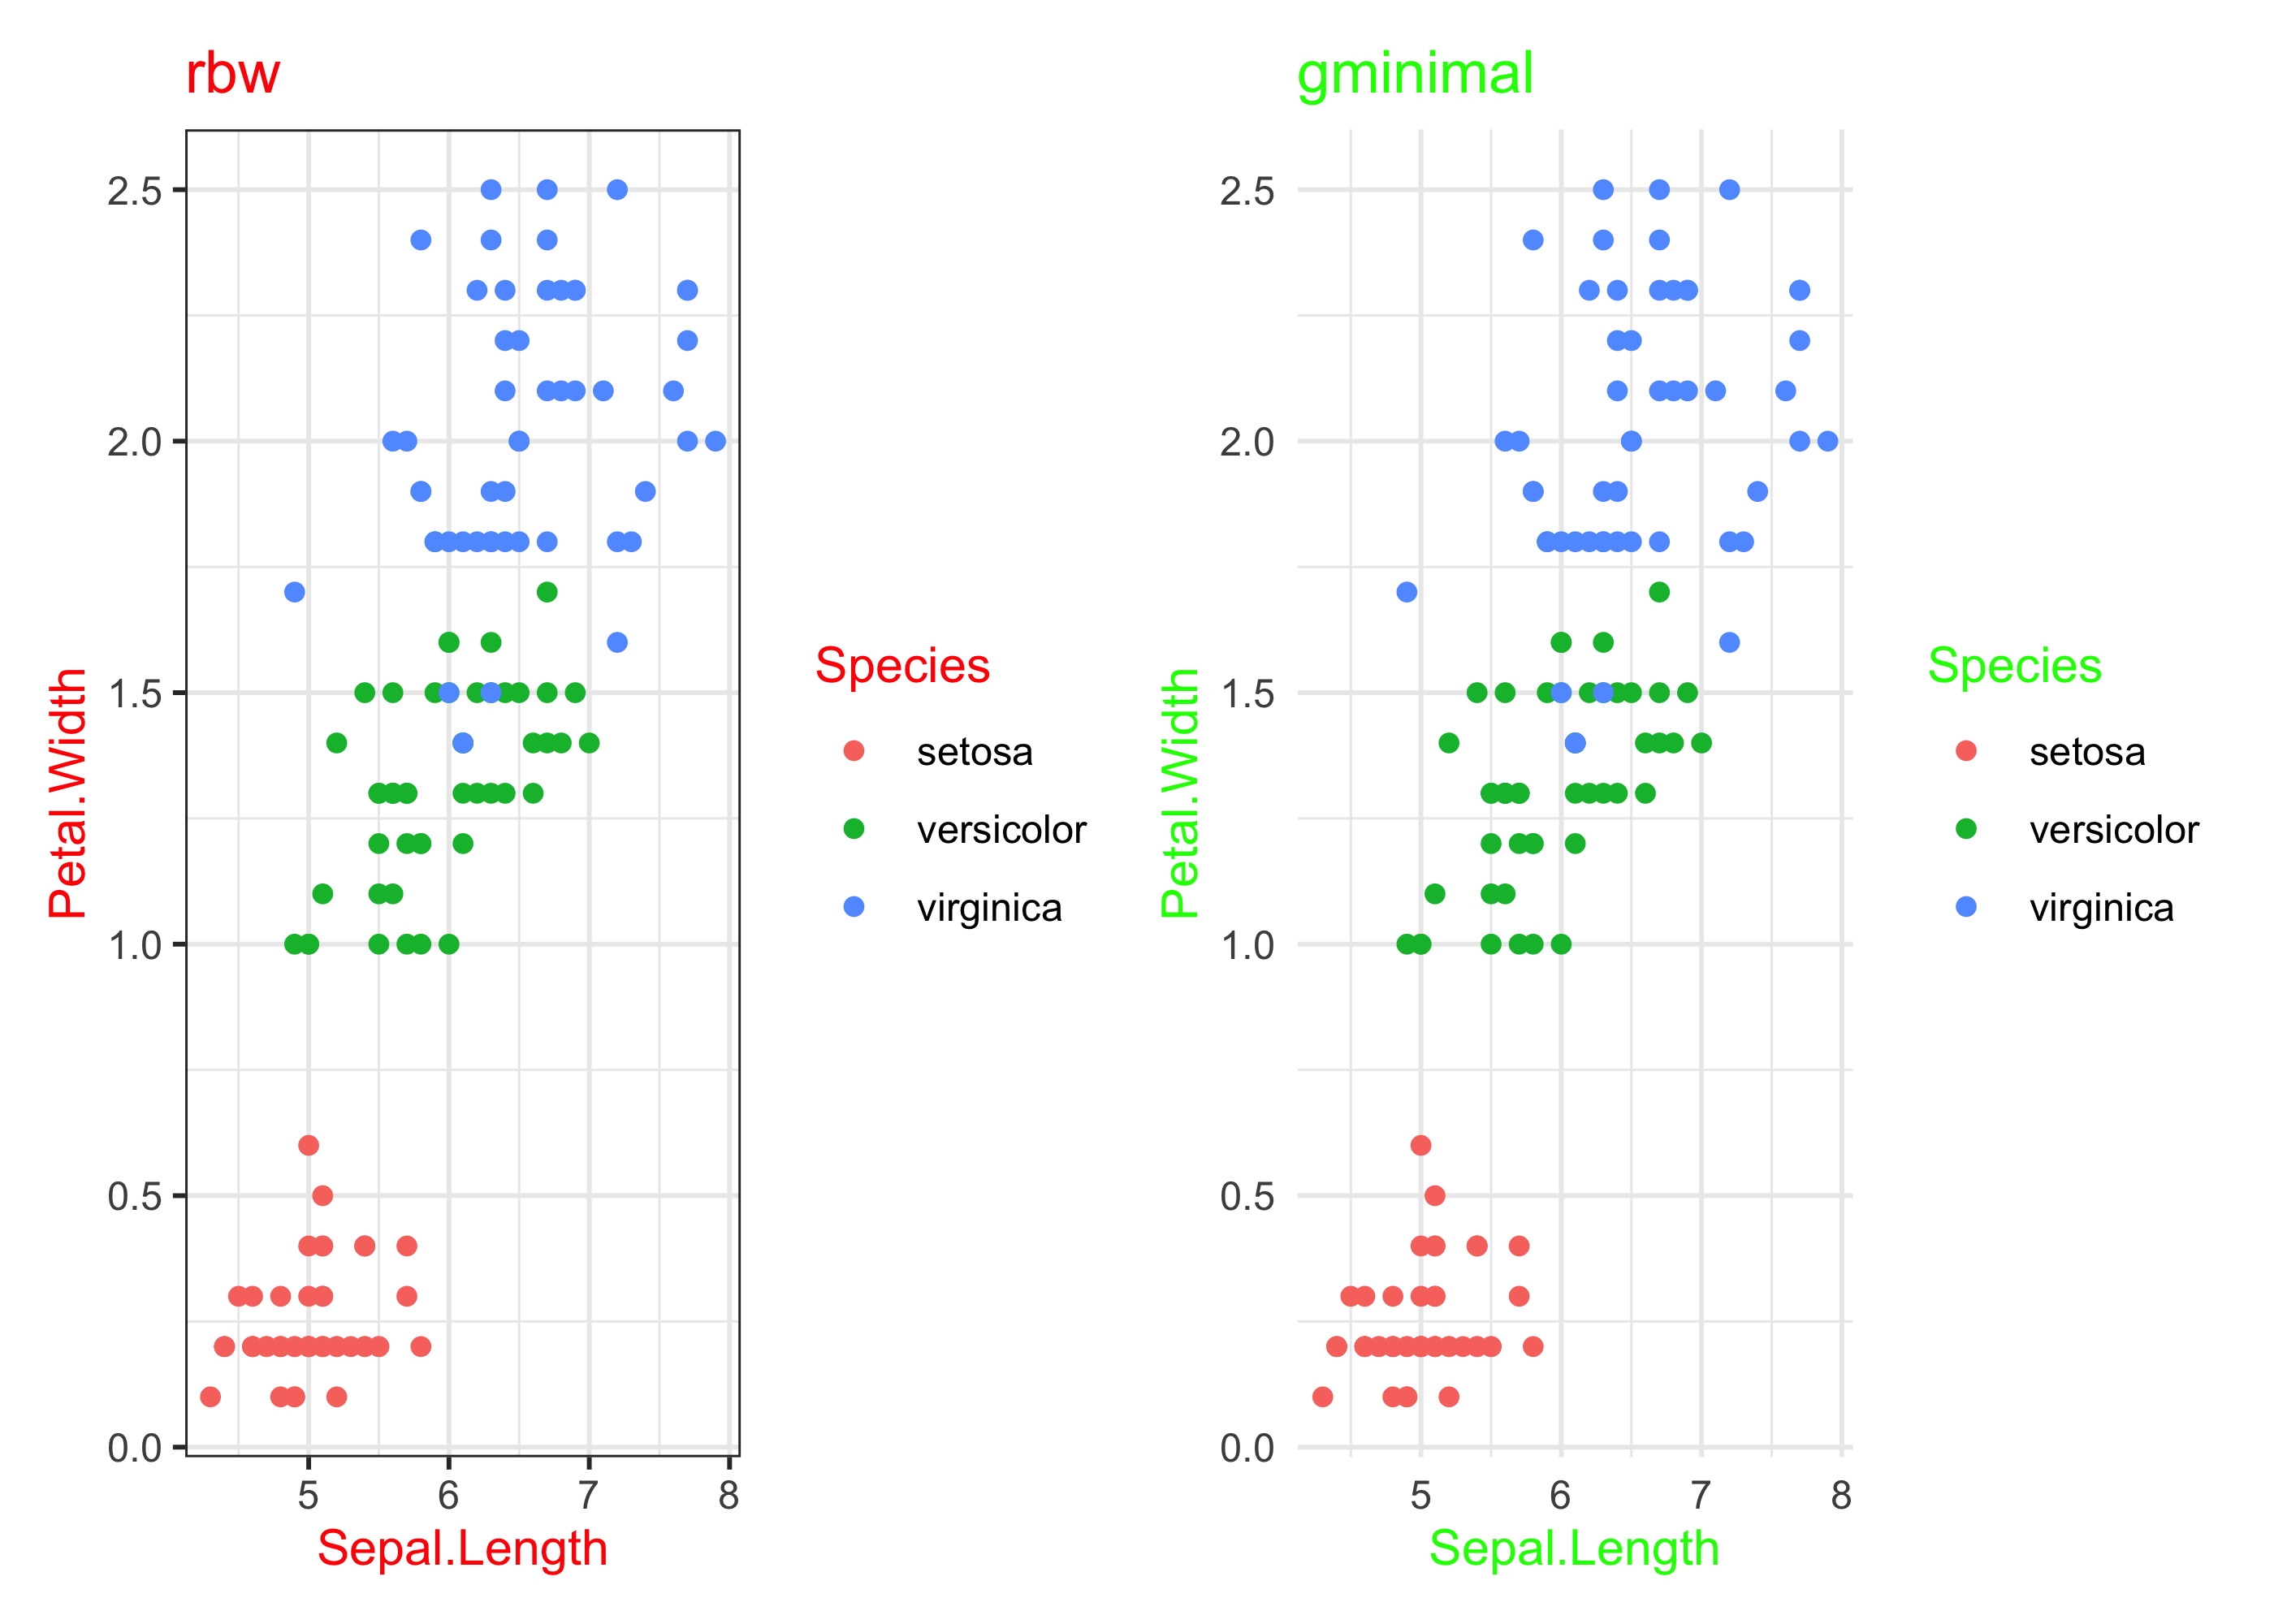 rbw
2.5
2.0
1.5
1.0
0.5
0.0
Petal.Width
5 6 7 8
Sepal.Length
Species
setosa
versicolor
virginica
gminimal
2.5
2.0
1.5
1.0
0.5
0.0
Petal.Width
5 6 7 8
Sepal.Length
Species
setosa
versicolor
virginica